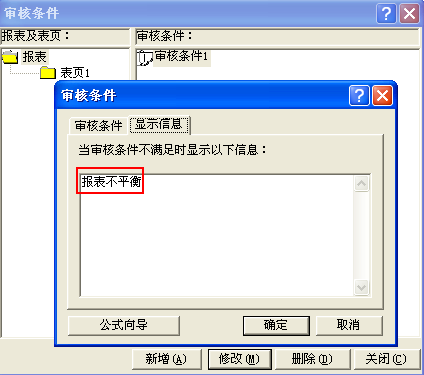 审核条件
报表及表页：
审核条件：
报表
表页1
审核条件1
审核条件
审核条件
显示信息
当审核条件不满足时显示以下信息：
报表不平衡
公式向导
确定
取消
新增(A)
修改(M)
删除(D)
关闭(C)